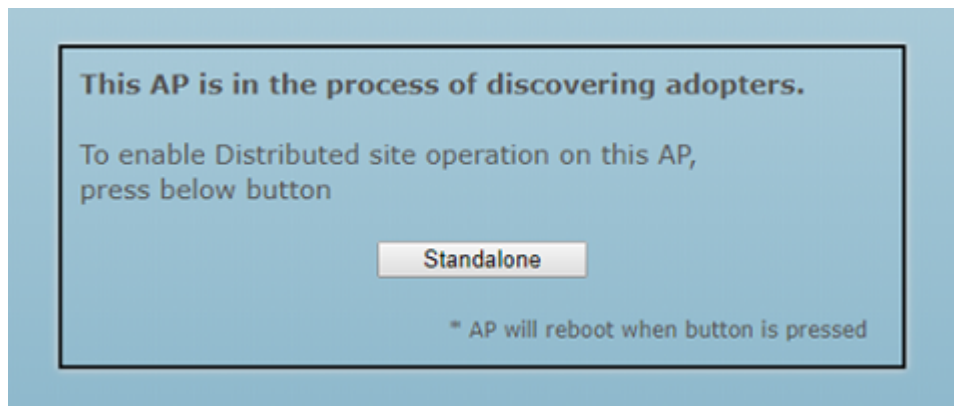 This AP is in the process of discovering adopters.
To enable Distributed site operation on this AP,
press below button
Standalone
* AP will reboot when button is pressed